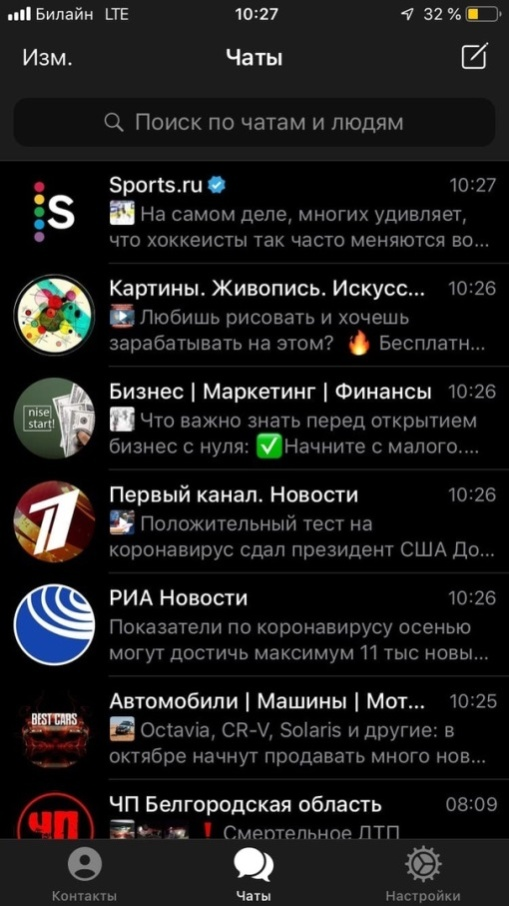 Билайн LTE 10:27 32 %
Изм. Чаты
Поиск по чатам и людям
Sports.ru 10:27
На самом деле, многих удивляет,
что хоккеисты так часто меняются во...
Картины. Живопись. Искусс... 10:26
Любишь рисовать и хочешь
зарабатывать на этом? 🔥 Бесплатн...
Бизнес | Маркетинг | Финансы 10:26
nise
start!
Что важно знать перед открытием
бизнес с нуля: ✅Начните с малого....
Первый канал. Новости 10:26
Положительный тест на
коронавирус сдал президент США До...
РИА Новости 10:26
Показатели по коронавирусу осенью
могут достичь максимум 11 тыс новы...
Автомобили | Машины | Мот... 10:25
BEST CARS
Octavia, CR-V, Solaris и другие: в
октябре начнут продавать много нов...
ЧП Белгородская область 08:09
ЧП
❗ Смертельное ДТП
Контакты Чаты Настройки